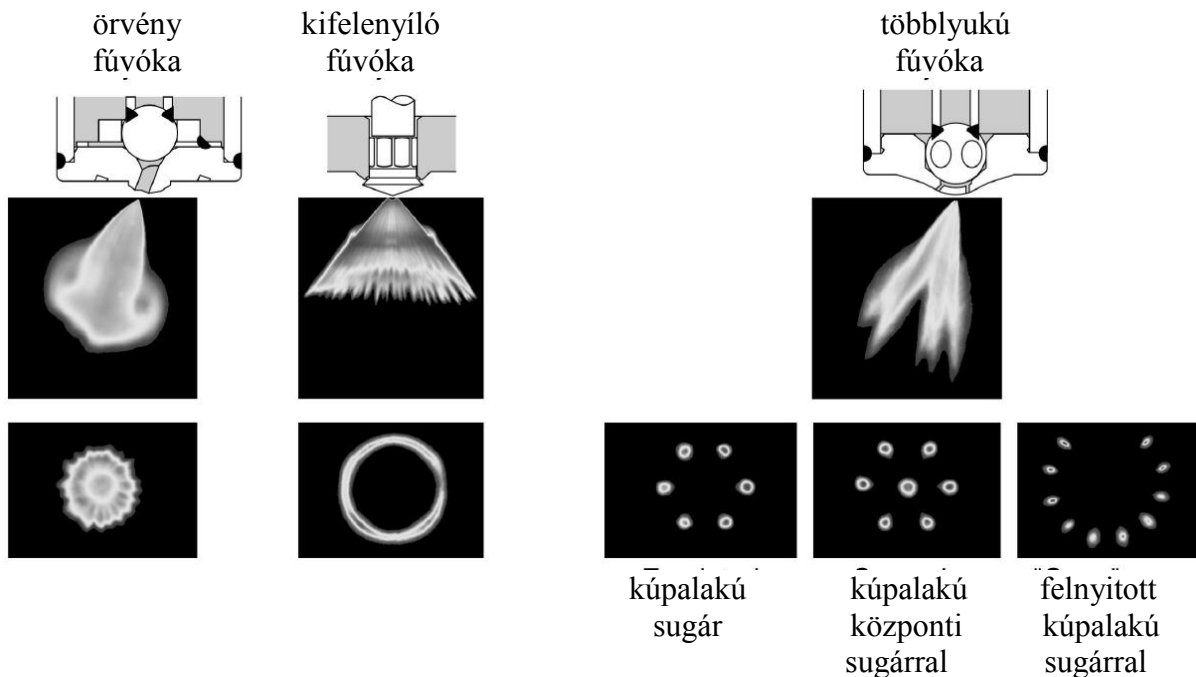 örvény
fúvóka
kifelenyíló
fúvóka
többlyukú
fúvóka
kúpalakú
sugár
kúpalakú
központi
sugárral
felnyitott
kúpalakú
sugárral